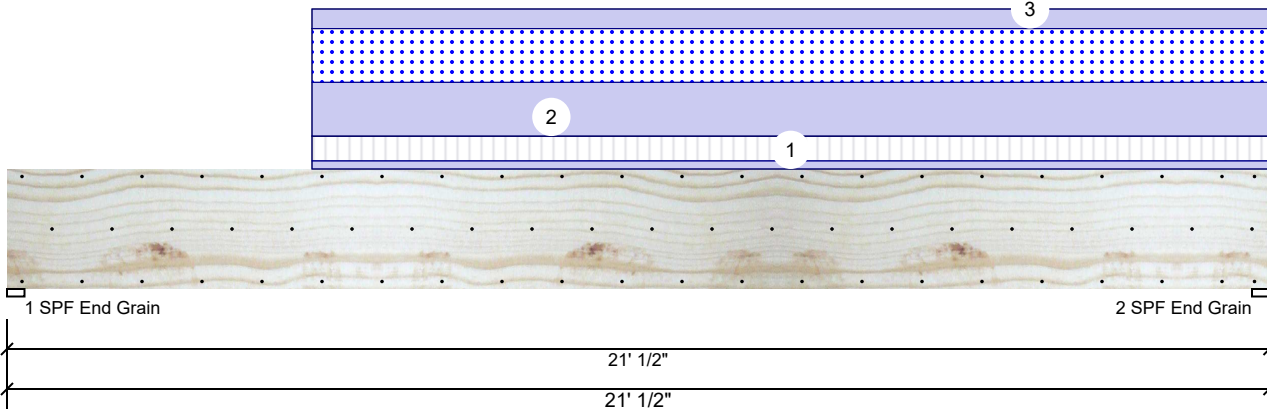 3
2
1
1 SPF End Grain
2 SPF End Grain
21' 1/2"
21' 1/2"